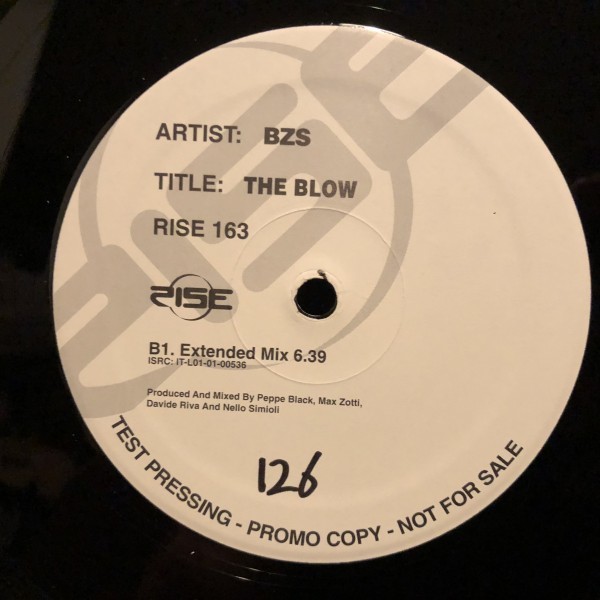 ARTIST: BZS
TITLE: THE BLOW
RISE 163
RISE
B1. Extended Mix 6.39
ISRC: IT-L01-01-00536
Produced And Mixed By Peppe Black, Max Zotti,
Davide Riva And Nello Simioli
126
TEST PRESSING - PROMO COPY - NOT FOR SALE